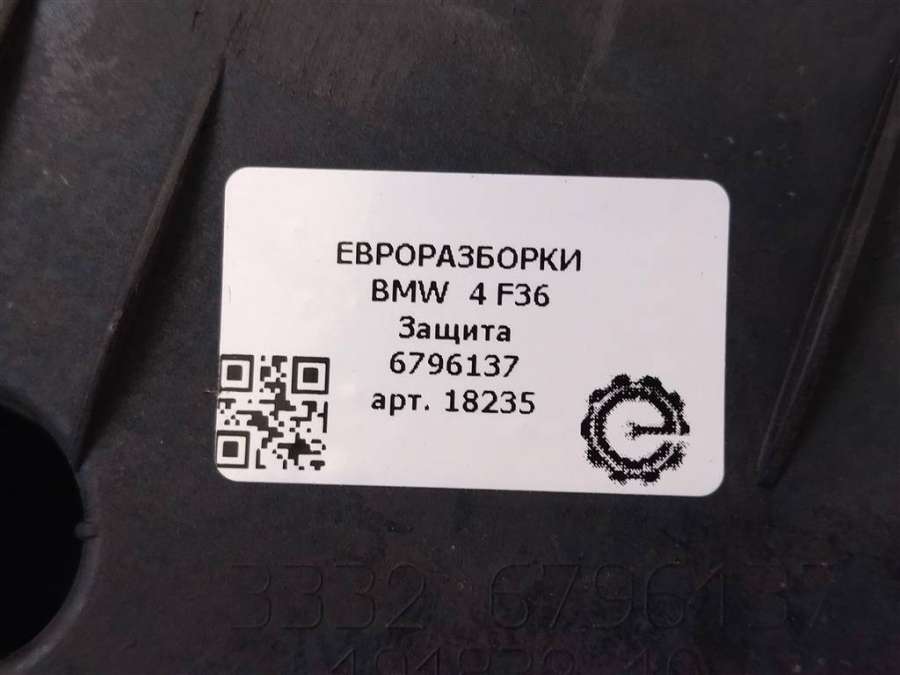 ЕВРОРАЗБОРКИ
BMW 4 F36
Защита
6796137
арт. 18235
3332 6796137